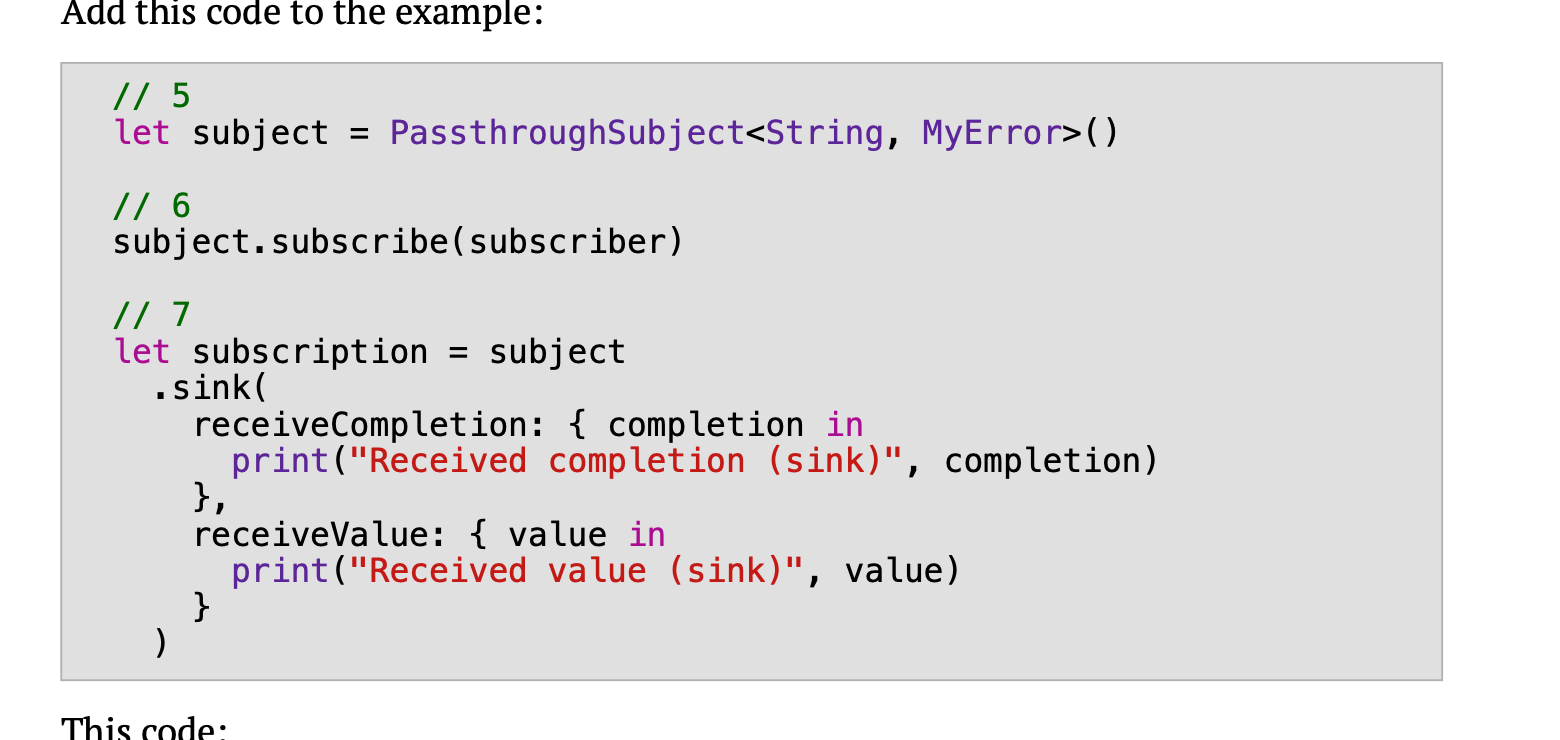 Add this code to the example:
// 5
let subject = PassthroughSubject<String, MyError>()
// 6
subject.subscribe(subscriber)
// 7
let subscription = subject
.sink(
receiveCompletion: { completion in
print("Received completion (sink)", completion)
},
receiveValue: { value in
print("Received value (sink)", value)
}
)
This code: